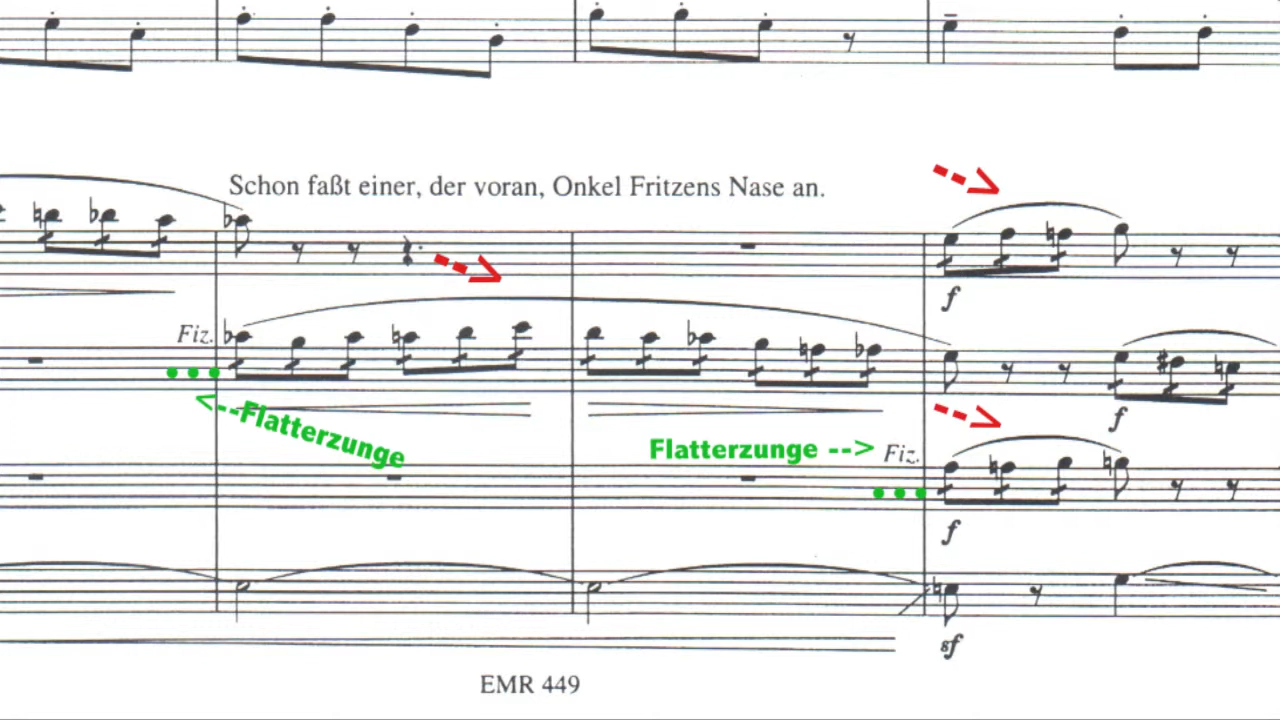 Schon faßt einer, der voran, Onkel Fritzens Nase an.
f
Fiz.
<--Flatterzunge
f
Flatterzunge --> Fiz.
f
sf
EMR 449